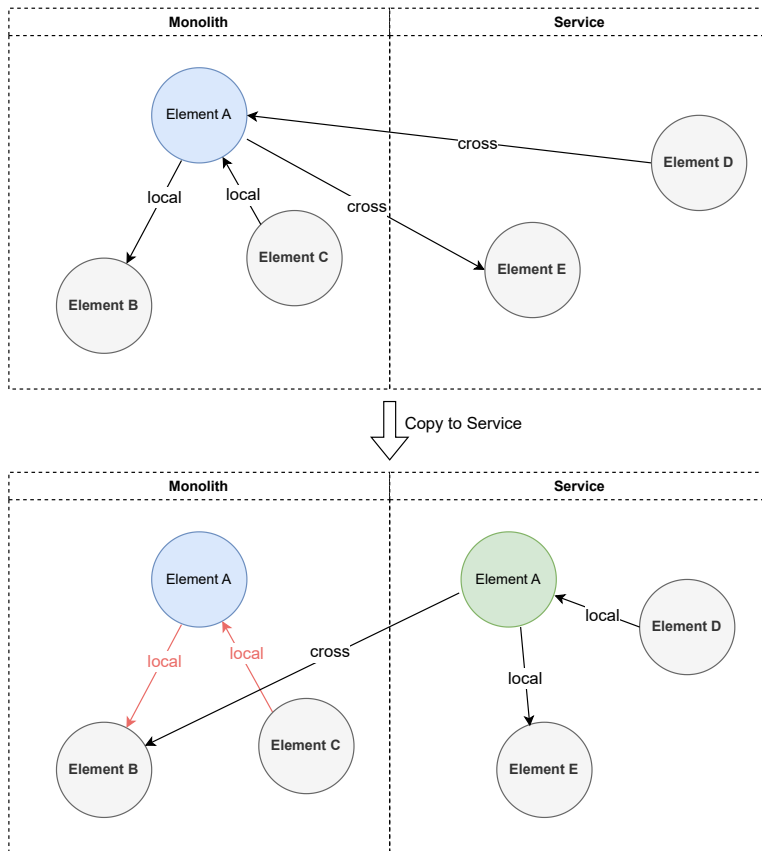 Monolith
Service
Element A
cross
Element D
local
local
cross
Element C
Element E
Element B
Copy to Service
Monolith
Service
Element A
Element A
local
Element D
cross
local
local
local
Element C
Element B
Element E